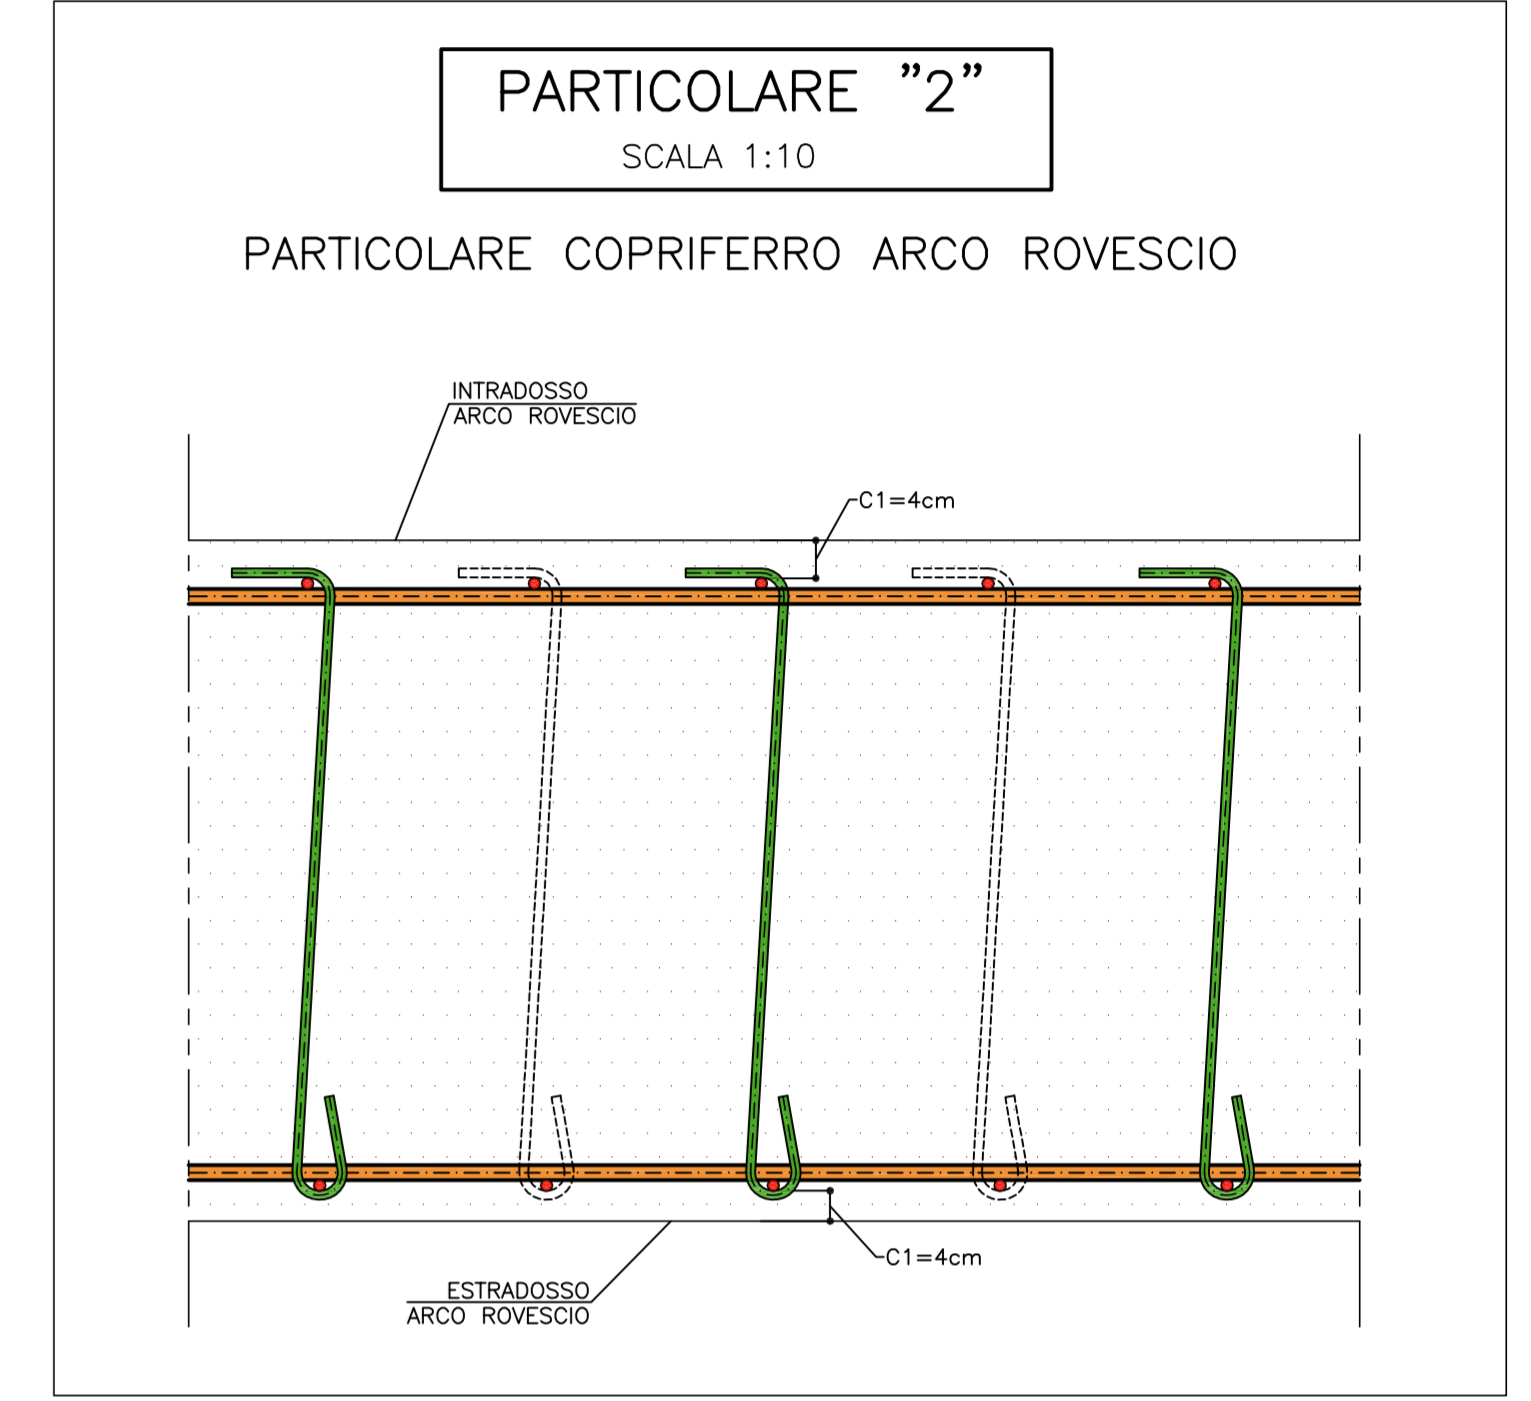 PARTICOLARE ”2”
SCALA 1:10
PARTICOLARE COPRIFERRO ARCO ROVESCIO
INTRADOSSO
ARCO ROVESCIO
C1=4cm
C1=4cm
ESTRADOSSO
ARCO ROVESCIO